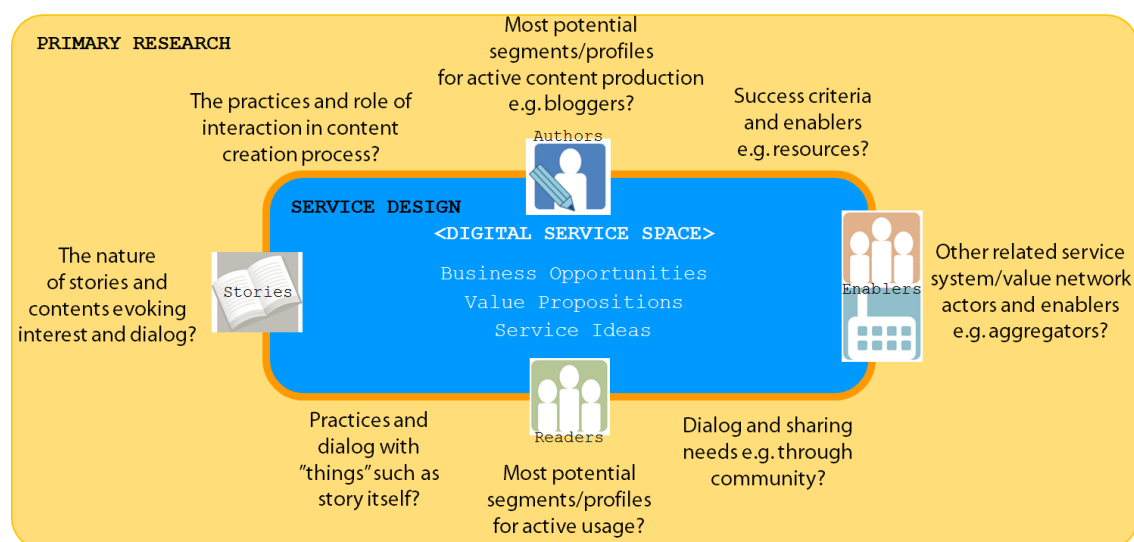 PRIMARY RESEARCH
Most potential
segments/profiles
for active content production
e.g. bloggers?
The practices and role of
interaction in content
creation process?
Success criteria
and enablers
e.g. resources?
Authors
SERVICE DESIGN
<DIGITAL SERVICE SPACE>
Business Opportunities
Value Propositions
Service Ideas
The nature
of stories and
contents evoking
interest and dialog?
Stories
Enablers
Other related service
system/value network
actors and enablers
e.g. aggregators?
Practices and
dialog with
”things” such as
story itself?
Readers
Most potential
segments/profiles
for active usage?
Dialog and sharing
needs e.g. through
community?